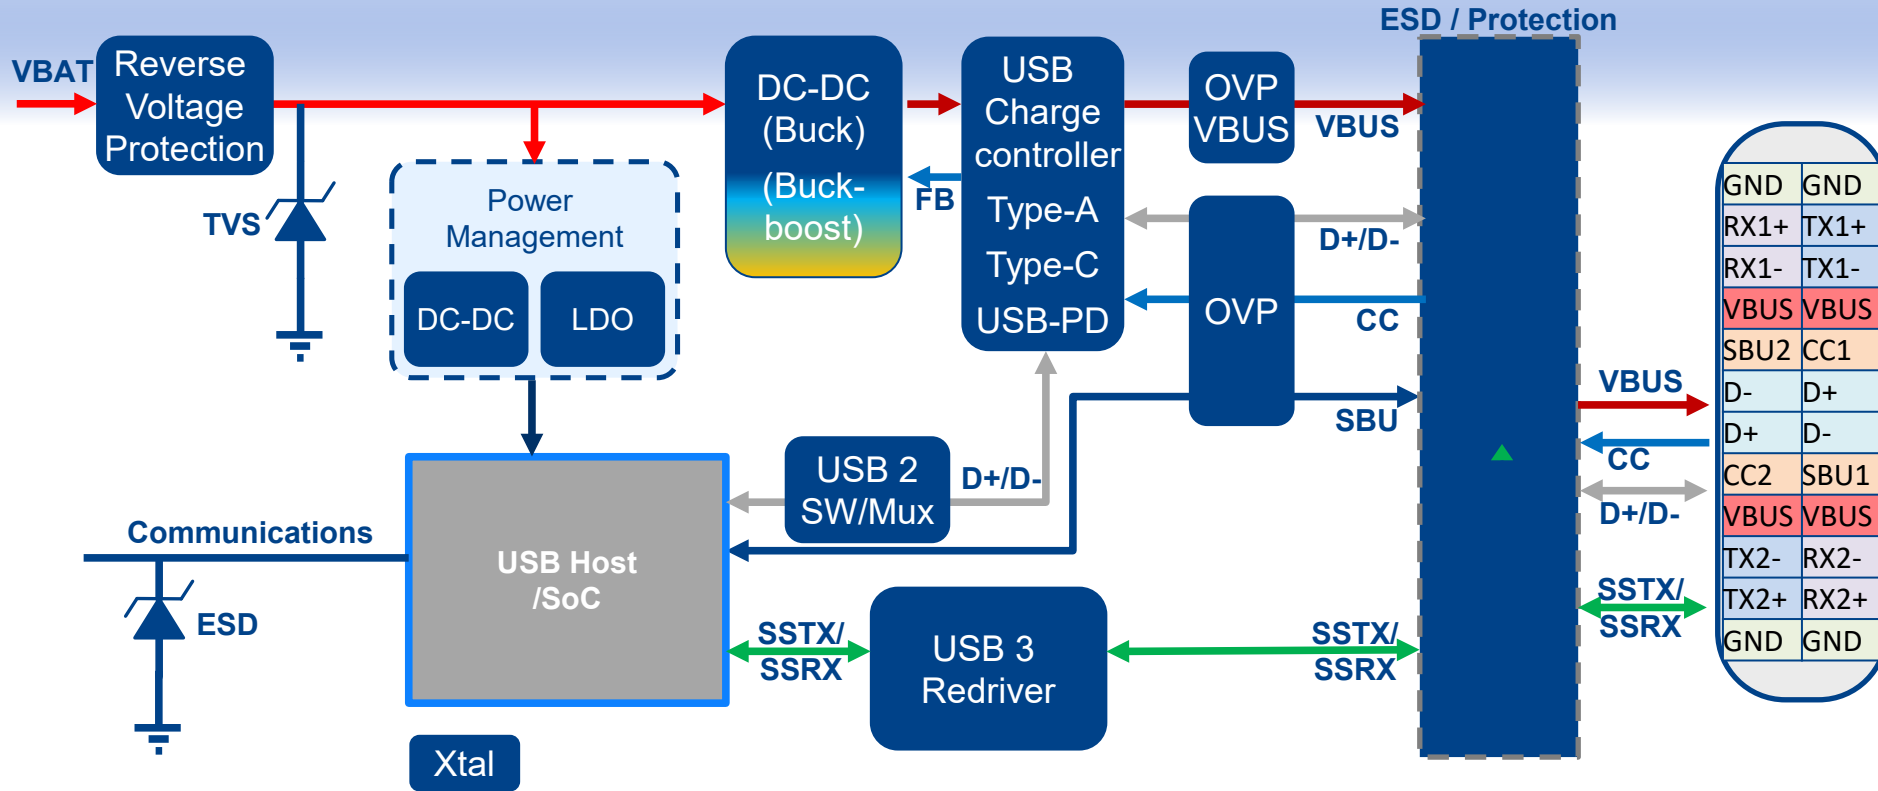 ESD / Protection
VBAT
Reverse
Voltage
Protection
TVS
Power
Management
DC-DC
LDO
DC-DC
(Buck)
(Buck-
boost)
FB
USB
Charge
controller
Type-A
Type-C
USB-PD
OVP
VBUS
VBUS
D+/D-
OVP
CC
SBU
USB 2
SW/Mux
D+/D-
Communications
ESD
USB Host
/SoC
SSTX/
SSRX
USB 3
Redriver
SSTX/
SSRX
Xtal
VBUS
CC
D+/D-
SSTX/
SSRX
GND GND
RX1+ TX1+
RX1- TX1-
VBUS VBUS
SBU2 CC1
D- D+
D+ D-
CC2 SBU1
VBUS VBUS
TX2- RX2-
TX2+ RX2+
GND GND